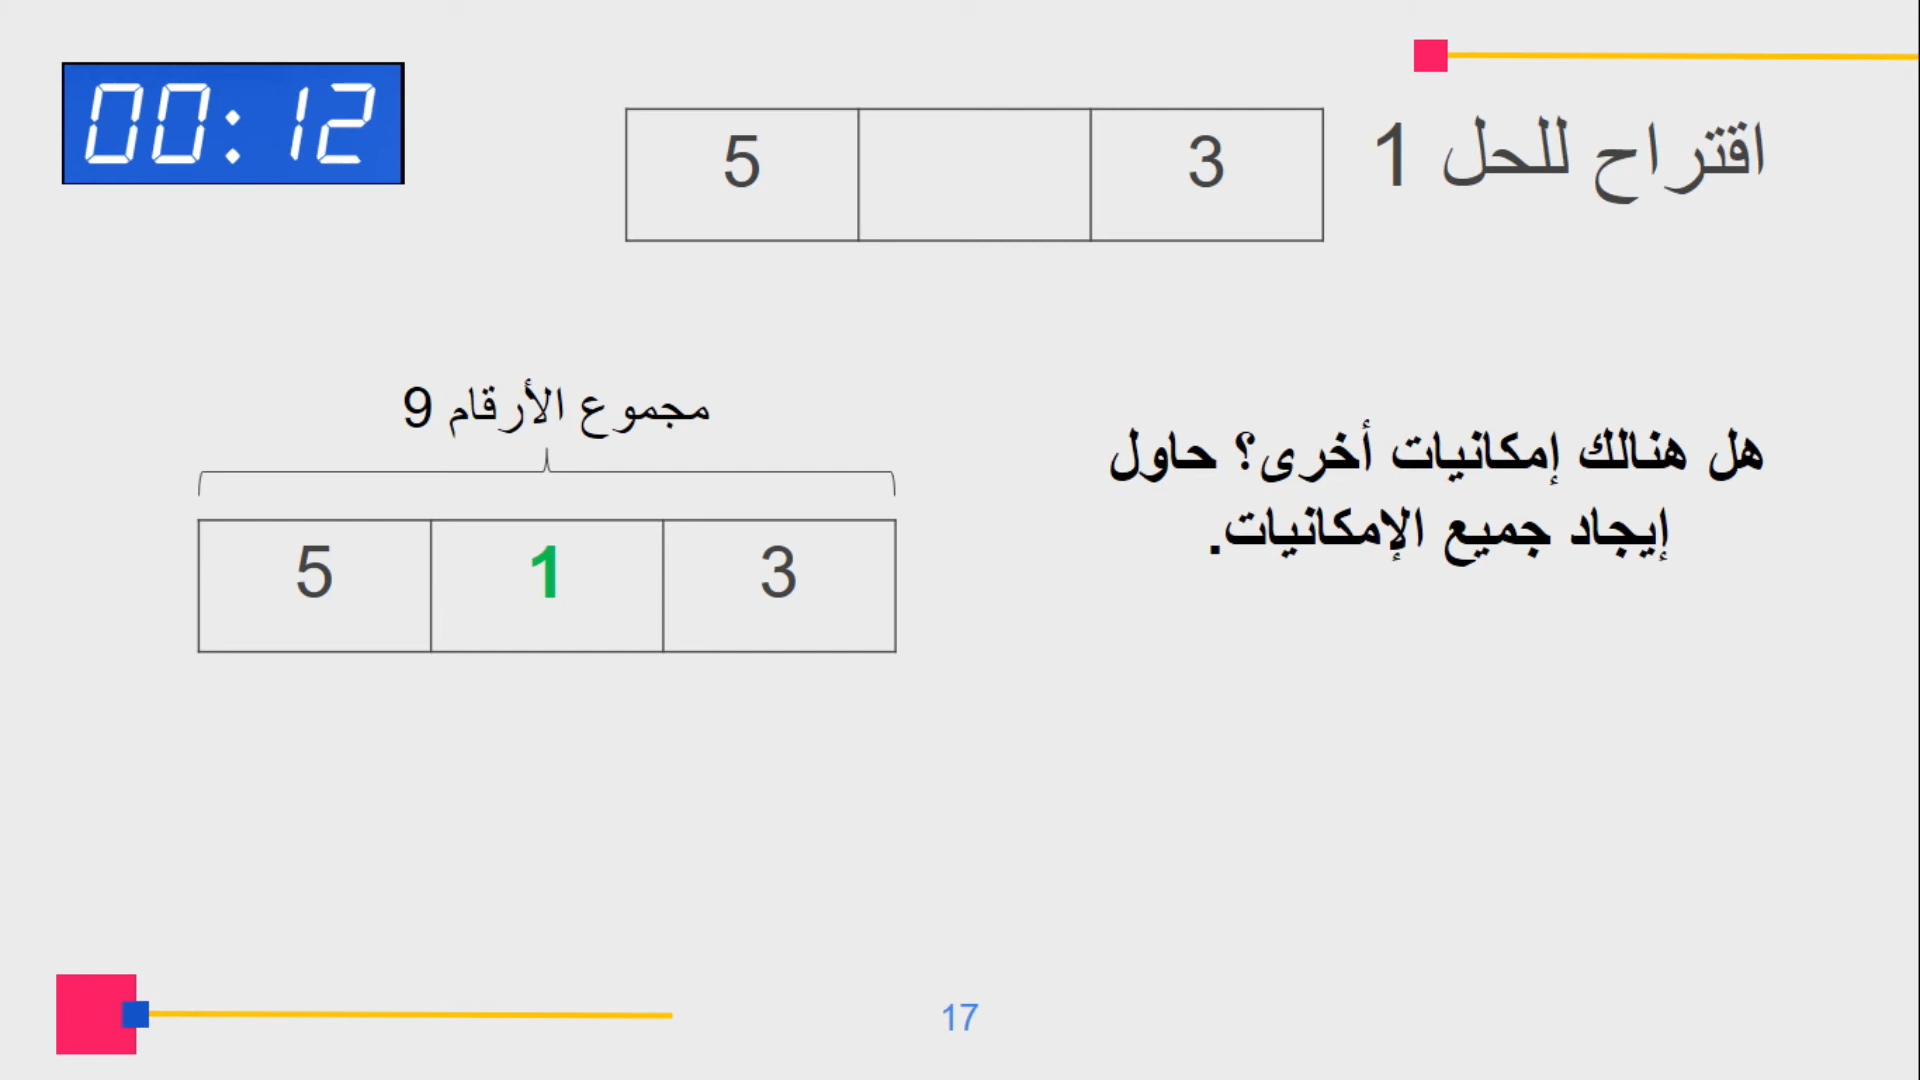 00:12
اقتراح للحل 1
5 3
مجموع الأرقام 9
5 1 3
هل هنالك إمكانيات أخرى؟ حاول
إيجاد جميع الإمكانيات.
17